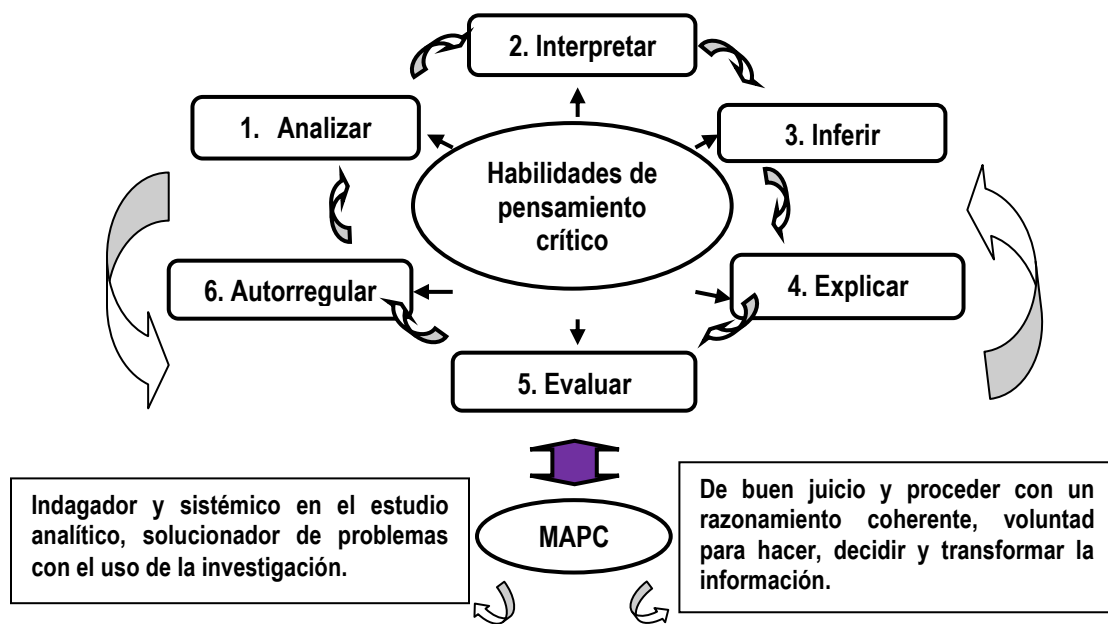 2. Interpretar
1. Analizar
3. Inferir
Habilidades de
pensamiento
crítico
6. Autorregular
4. Explicar
5. Evaluar
Indagador y sistémico en el estudio
analítico, solucionador de problemas
con el uso de la investigación.
MAPC
De buen juicio y proceder con un
razonamiento coherente, voluntad
para hacer, decidir y transformar la
información.